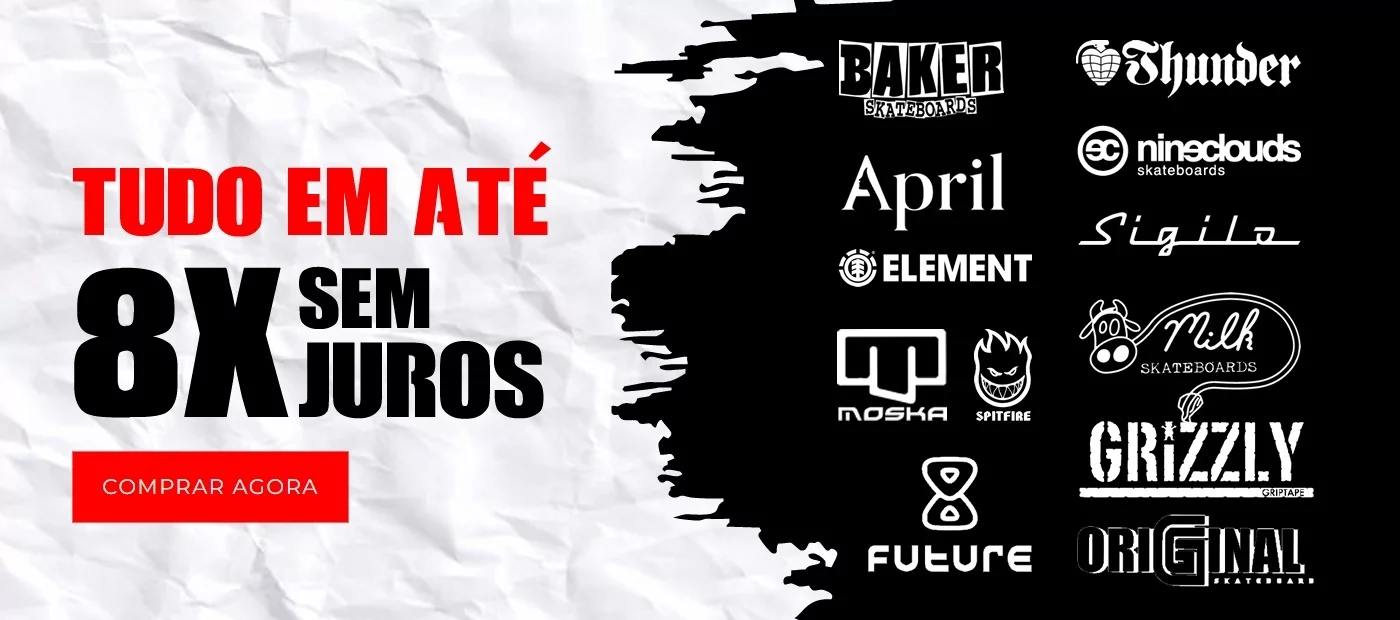 TUDO EM ATÉ
8X SEM
JUROS
COMPRAR AGORA
BAKER
SKATEBOARDS
April
ELEMENT
MOSKA
SPITFIRE
FUTURE
Thunder
nineclouds
skateboards
Sigilo
Milk
SKATEBOARDS
GRIZZLY
GRIPTAPE
ORIGINAL
SKATEBOARD